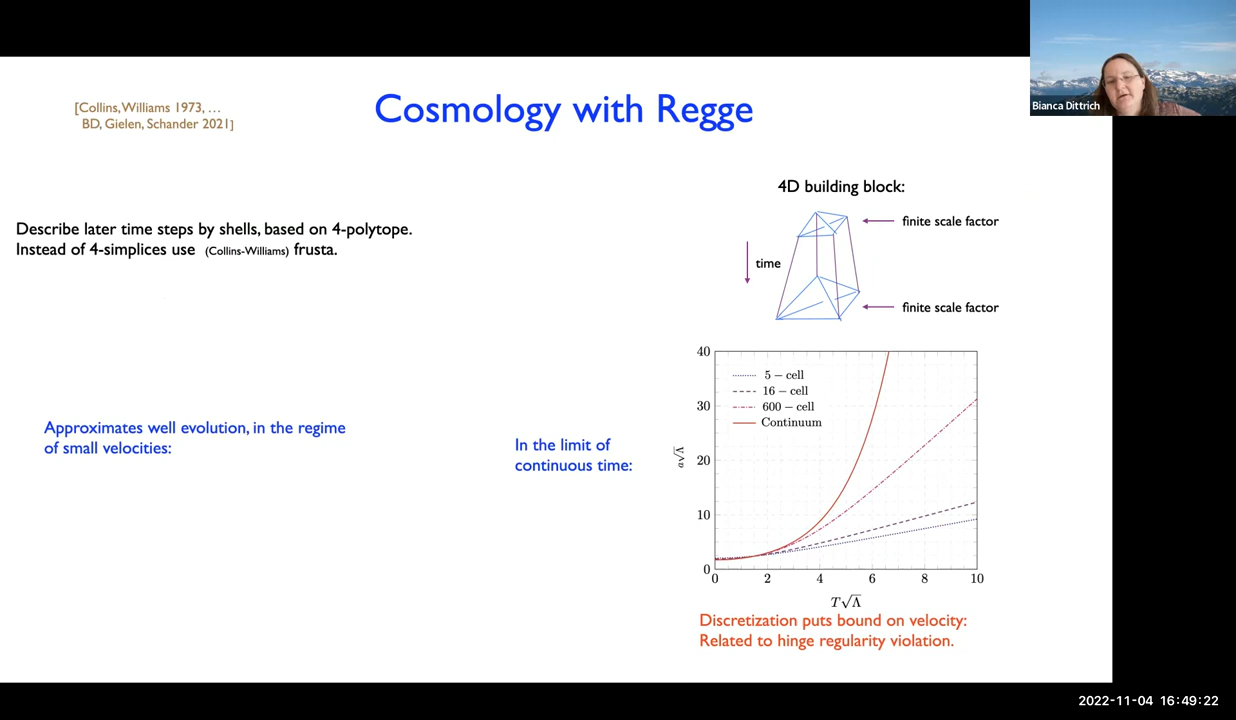 [Collins, Williams 1973, …
BD, Gielen, Schander 2021]
Cosmology with Regge
Bianca Dittrich
Describe later time steps by shells, based on 4-polytope.
Instead of 4-simplices use (Collins-Williams) frusta.
4D building block:
finite scale factor
time
finite scale factor
Approximates well evolution, in the regime
of small velocities:
In the limit of
continuous time:
40
30
20
10
0
a√Λ
5 – cell
16 – cell
600 – cell
Continuum
0 2 4 6 8 10
T√Λ
Discretization puts bound on velocity:
Related to hinge regularity violation.
2022-11-04 16:49:22